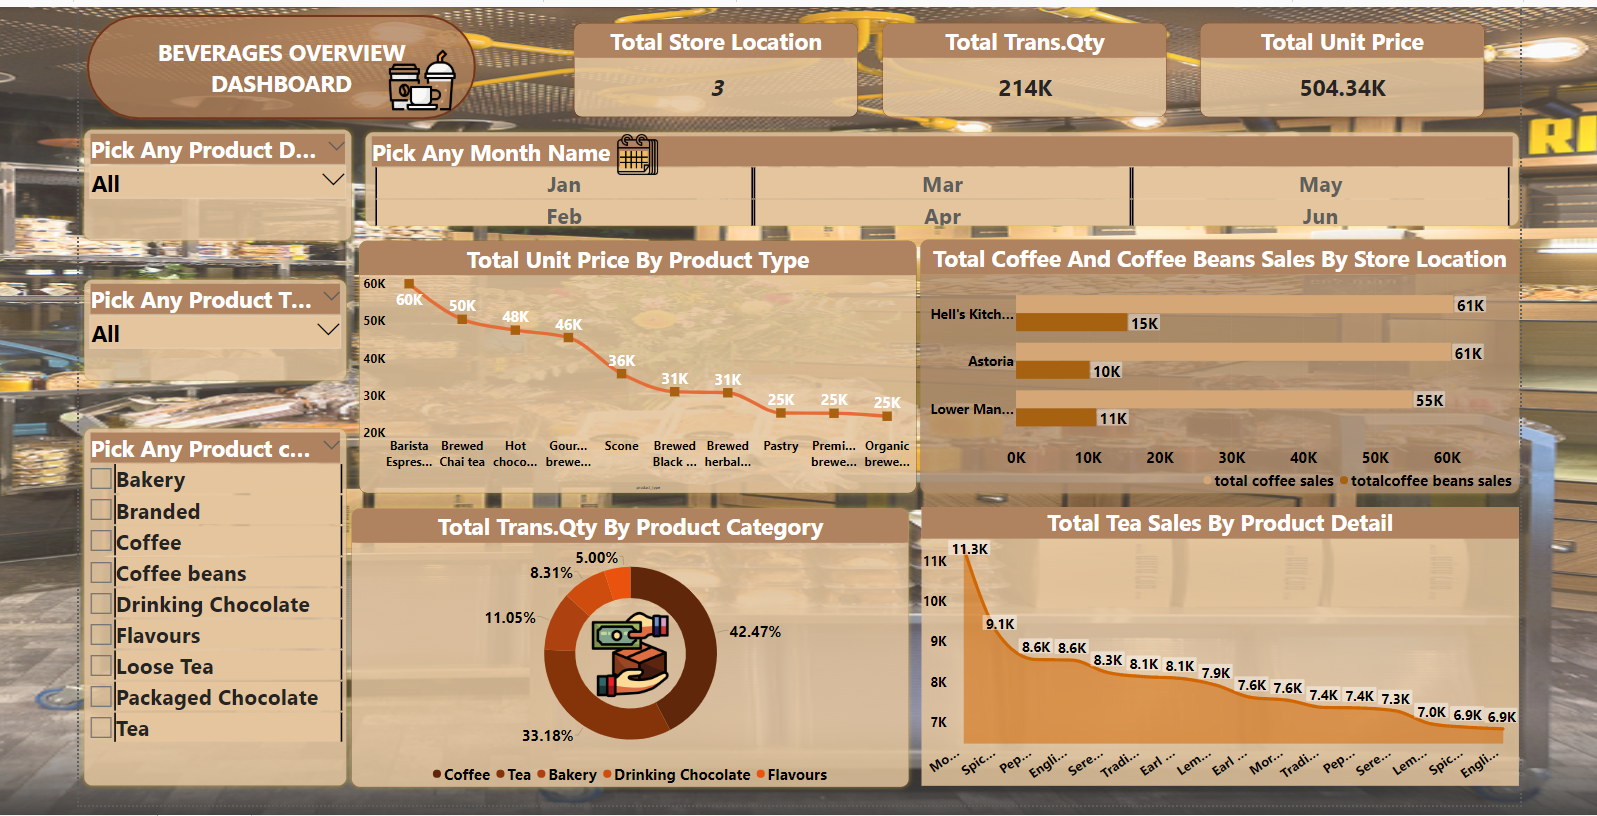 BEVERAGES OVERVIEW
DASHBOARD
Total Store Location
3
Total Trans.Qty
214K
Total Unit Price
504.34K
Pick Any Product D...
All
Pick Any Month Name
Jan
Mar
May
Feb
Apr
Jun
Pick Any Product T...
All
Pick Any Product c...
Bakery
Branded
Coffee
Coffee beans
Drinking Chocolate
Flavours
Loose Tea
Packaged Chocolate
Tea
Total Unit Price By Product Type
60K
50K
40K
30K
20K
60K
50K
48K
46K
36K
31K
31K
25K
25K
25K
Barista
Espres...
Brewed
Chai tea
Hot
choco...
Gour...
brewe...
Scone
Brewed
Black ...
Brewed
herbal...
Pastry
Premi...
brewe...
Organic
brewe...
Total Coffee And Coffee Beans Sales By Store Location
Hell's Kitch...
61K
15K
Astoria
61K
10K
Lower Man...
55K
11K
0K 10K 20K 30K 40K 50K 60K
total coffee sales totalcoffee beans sales
Total Trans.Qty By Product Category
5.00%
8.31%
11.05%
42.47%
33.18%
Coffee Tea Bakery Drinking Chocolate Flavours
Total Tea Sales By Product Detail
11K
10K
9K
8K
7K
11.3K
9.1K
8.6K
8.6K
8.3K
8.1K
8.1K
7.9K
7.6K
7.6K
7.4K
7.4K
7.3K
7.0K
6.9K
6.9K
Mo...
Spic...
Pep...
Engli...
Sere...
Tradi...
Earl ...
Lem...
Earl ...
Mor...
Tradi...
Pep...
Sere...
Lem...
Spic...
Engli...
RI